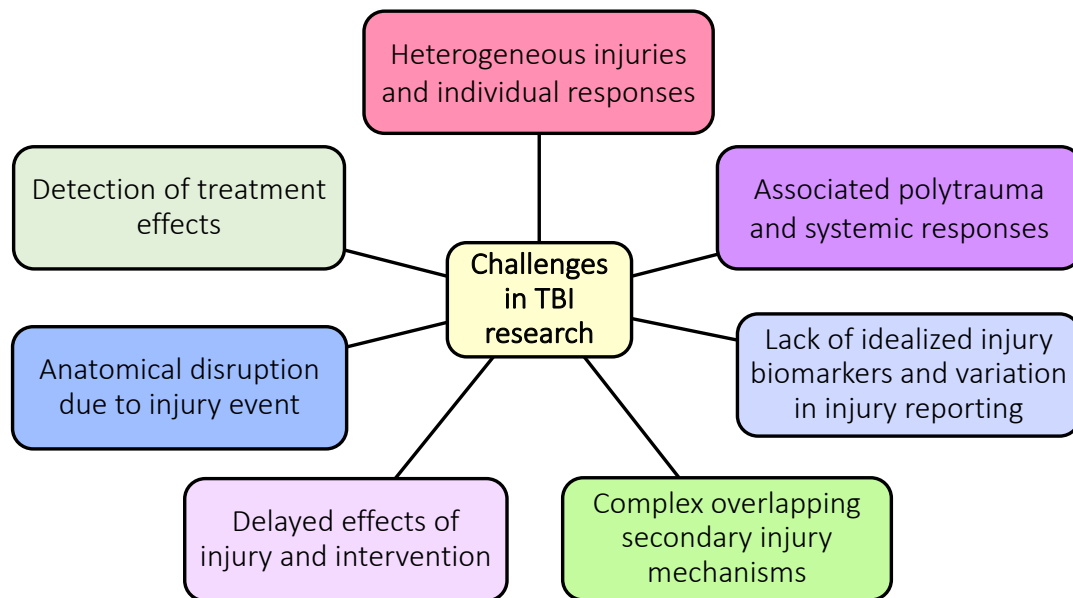 Heterogeneous injuries
and individual responses
Detection of treatment
effects
Associated polytrauma
and systemic responses
Challenges
in TBI
research
Anatomical disruption
due to injury event
Lack of idealized injury
biomarkers and variation
in injury reporting
Delayed effects of
injury and intervention
Complex overlapping
secondary injury
mechanisms